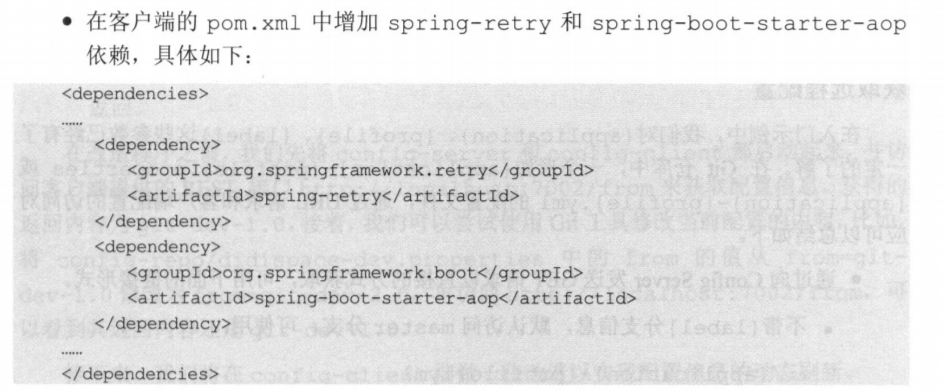 • 在客户端的 pom.xml 中增加 spring-retry 和 spring-boot-starter-aop
依赖，具体如下：
<dependencies>
……
<dependency>
<groupId>org.springframework.retry</groupId>
<artifactId>spring-retry</artifactId>
</dependency>
<dependency>
<groupId>org.springframework.boot</groupId>
<artifactId>spring-boot-starter-aop</artifactId>
</dependency>
……
</dependencies>